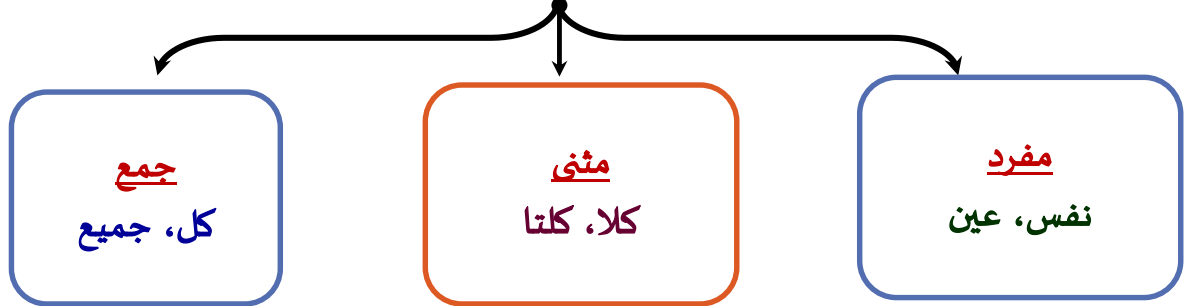 مفرد
نفس، عين
مثنى
كلا، كلتا
جمع
كل، جميع